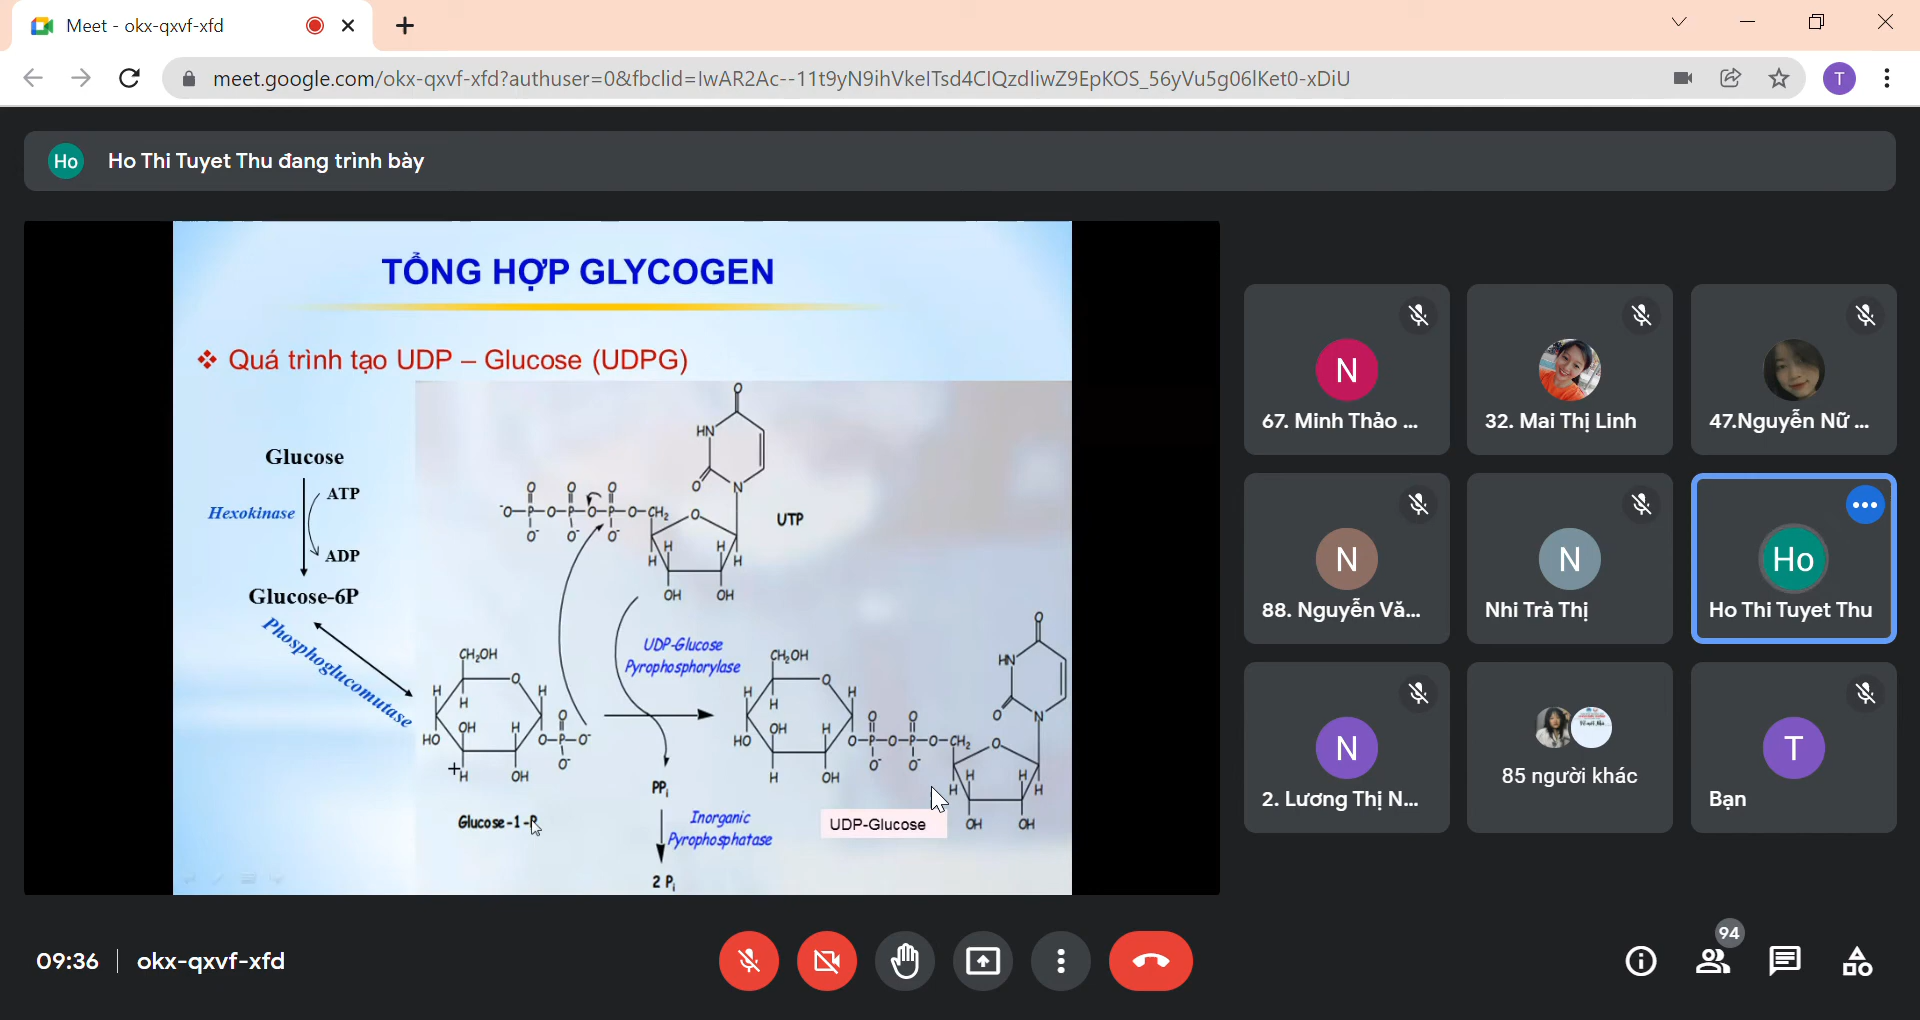 Meet - okx-qxvf-xfd
meet.google.com/okx-qxvf-xfd?authuser=0&fbclid=IwAR2Ac--11t9yN9ihVkeITsd4CIQzdIiwZ9EpKOS_56yVu5g06lKet0-xDiU
T
Ho
Ho Thi Tuyet Thu đang trình bày
TỔNG HỢP GLYCOGEN
❖ Quá trình tạo UDP – Glucose (UDPG)
Glucose
ATP
Hexokinase
ADP
Glucose-6P
Phosphoglucomutase
UTP
UDP-Glucose
Pyrophosphorylase
Glucose-1-P
PPi
Inorganic
Pyrophosphatase
2 Pi
UDP-Glucose
N
67. Minh Thảo ...
32. Mai Thị Linh
47.Nguyễn Nữ ...
N
88. Nguyễn Vă...
N
Nhi Trà Thị
Ho
Ho Thi Tuyet Thu
N
2. Lương Thị N...
85 người khác
T
Bạn
09:36 | okx-qxvf-xfd
94